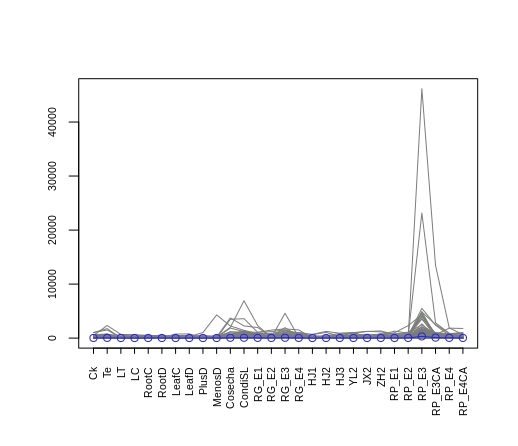 40000
30000
20000
10000
0
Ck
Te
LT
LC
RootC
RootD
LeafC
LeafD
PlusD
MenosD
Cosecha
CondiSL
RG_E1
RG_E2
RG_E3
RG_E4
HJ1
HJ2
HJ3
YL2
JX2
ZH2
RP_E1
RP_E2
RP_E3
RP_E3CA
RP_E4
RP_E4CA